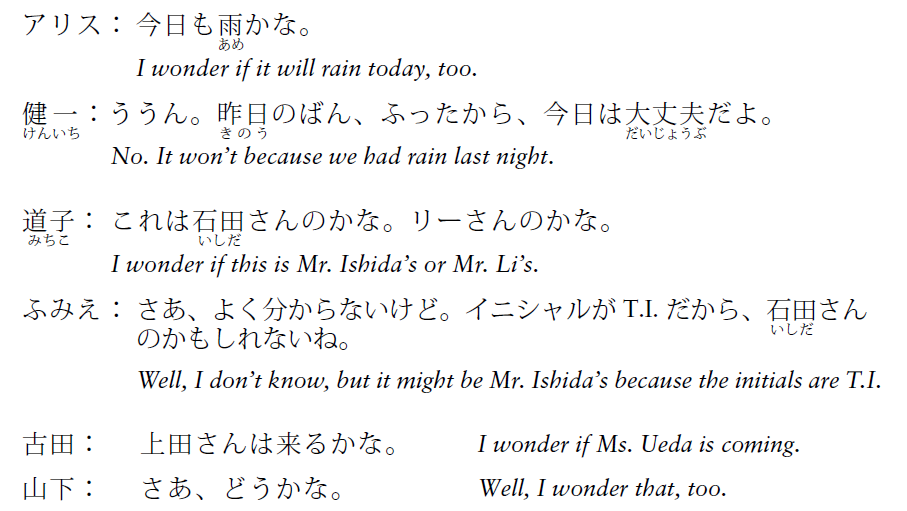 アリス： 今日も雨かな。
あめ
I wonder if it will rain today, too.
健一： ううん。昨日のばん、ふったから、今日は大丈夫だよ。
けんいち きのう だいじょうぶ
No. It won't because we had rain last night.
道子： これは石田さんのかな。リーさんのかな。
みちこ いしだ
I wonder if this is Mr. Ishida's or Mr. Li's.
ふみえ： さあ、よく分からないけど。イニシャルが T.I. だから、石田さん
いしだ
のかもしれないね。
Well, I don't know, but it might be Mr. Ishida's because the initials are T.I.
古田： 上田さんは来るかな。 I wonder if Ms. Ueda is coming.
山下： さあ、どうかな。 Well, I wonder that, too.